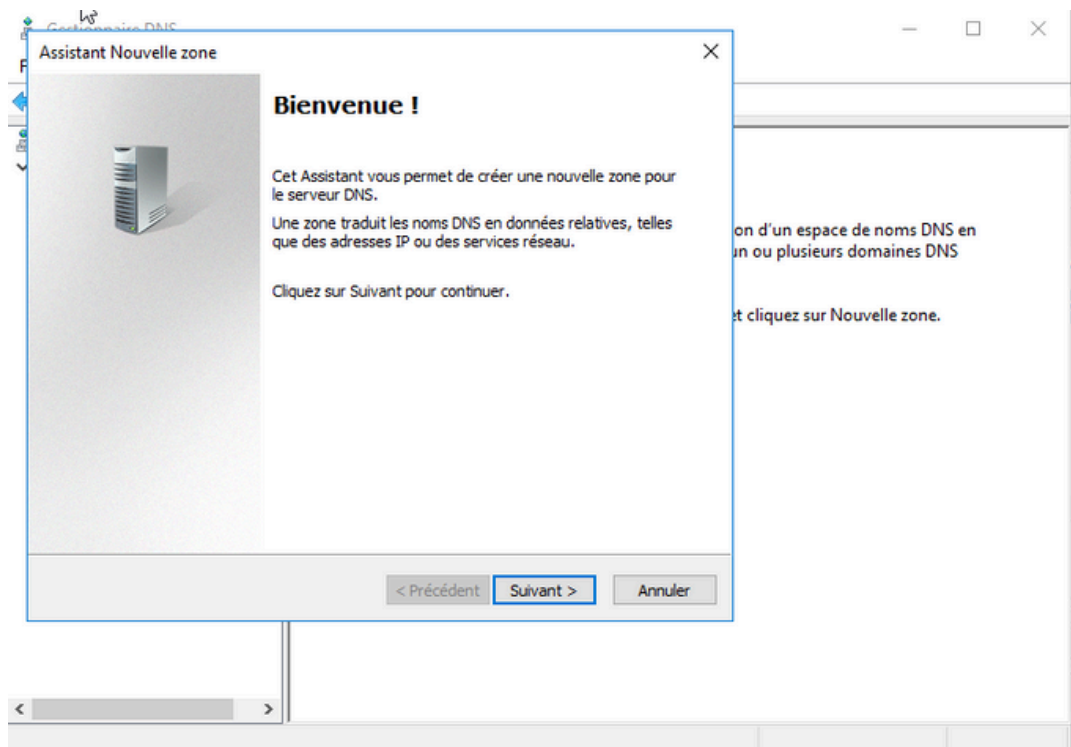 Gestionnaire DNS
Assistant Nouvelle zone
F
Bienvenue !
Cet Assistant vous permet de créer une nouvelle zone pour
le serveur DNS.
Une zone traduit les noms DNS en données relatives, telles
que des adresses IP ou des services réseau.
Cliquez sur Suivant pour continuer.
on d'un espace de noms DNS en
un ou plusieurs domaines DNS
et cliquez sur Nouvelle zone.
< Précédent
Suivant >
Annuler